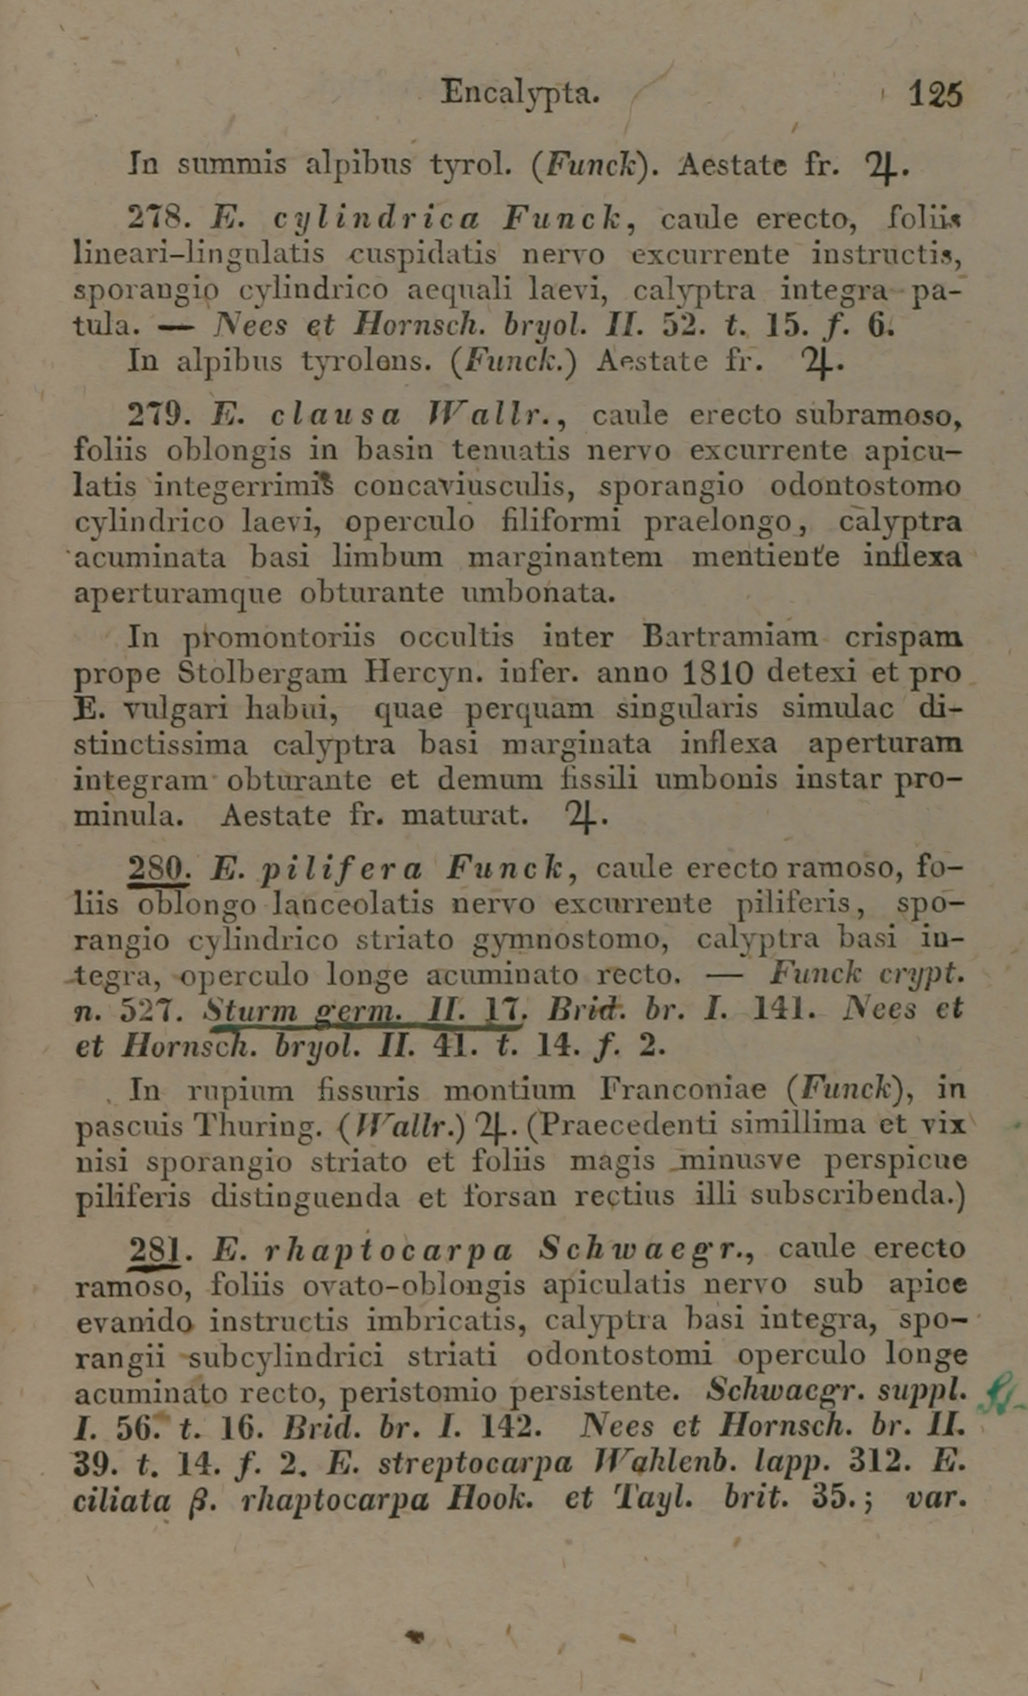 Encalypta. 125
In summis alpibus tyrol. (Funck). Aestate fr. ♃.
278. E. cylindrica Funck, caule erecto, foliis
lineari-lingulatis cuspidatis nervo excurrente instructis,
sporangio cylindrico aequali laevi, calyptra integra pa-
tula. — Nees et Hornsch. bryol. II. 52. t. 15. f. 6.
In alpibus tyrolens. (Funck.) Aestate fr. ♃.
279. E. clausa Wallr., caule erecto subramoso,
foliis oblongis in basin tenuatis nervo excurrente apicu-
latis integerrimis concaviusculis, sporangio odontostomo
cylindrico laevi, operculo filiformi praelongo, calyptra
acuminata basi limbum marginantem mentiente inflexa
aperturamque obturante umbonata.
In promontoriis occultis inter Bartramiam crispam
prope Stolbergam Hercyn. infer. anno 1810 detexi et pro
E. vulgari habui, quae perquam singularis simulac di-
stinctissima calyptra basi marginata inflexa aperturam
integram obturante et demum fissili umbonis instar pro-
minula. Aestate fr. maturat. ♃.
280. E. pilifera Funck, caule erecto ramoso, fo-
liis oblongo lanceolatis nervo excurrente piliferis, spo-
rangio cylindrico striato gymnostomo, calyptra basi in-
tegra, operculo longe acuminato recto. — Funck crypt.
n. 527. Sturm germ. II. 17. Brid. br. I. 141. Nees et
et Hornsch. bryol. II. 41. t. 14. f. 2.
In rupium fissuris montium Franconiae (Funck), in
pascuis Thuring. (Wallr.) ♃. (Praecedenti simillima et vix
nisi sporangio striato et foliis magis minusve perspicue
piliferis distinguenda et forsan rectius illi subscribenda.)
281. E. rhaptocarpa Schwaegr., caule erecto
ramoso, foliis ovato-oblongis apiculatis nervo sub apice
evanido instructis imbricatis, calyptra basi integra, spo-
rangii subcylindrici striati odontostomi operculo longe
acuminato recto, peristomio persistente. Schwaegr. suppl.
I. 56. t. 16. Brid. br. I. 142. Nees et Hornsch. br. II.
39. t. 14. f. 2. E. streptocarpa Wahlenb. lapp. 312. E.
ciliata β. rhaptocarpa Hook. et Tayl. brit. 35.; var.